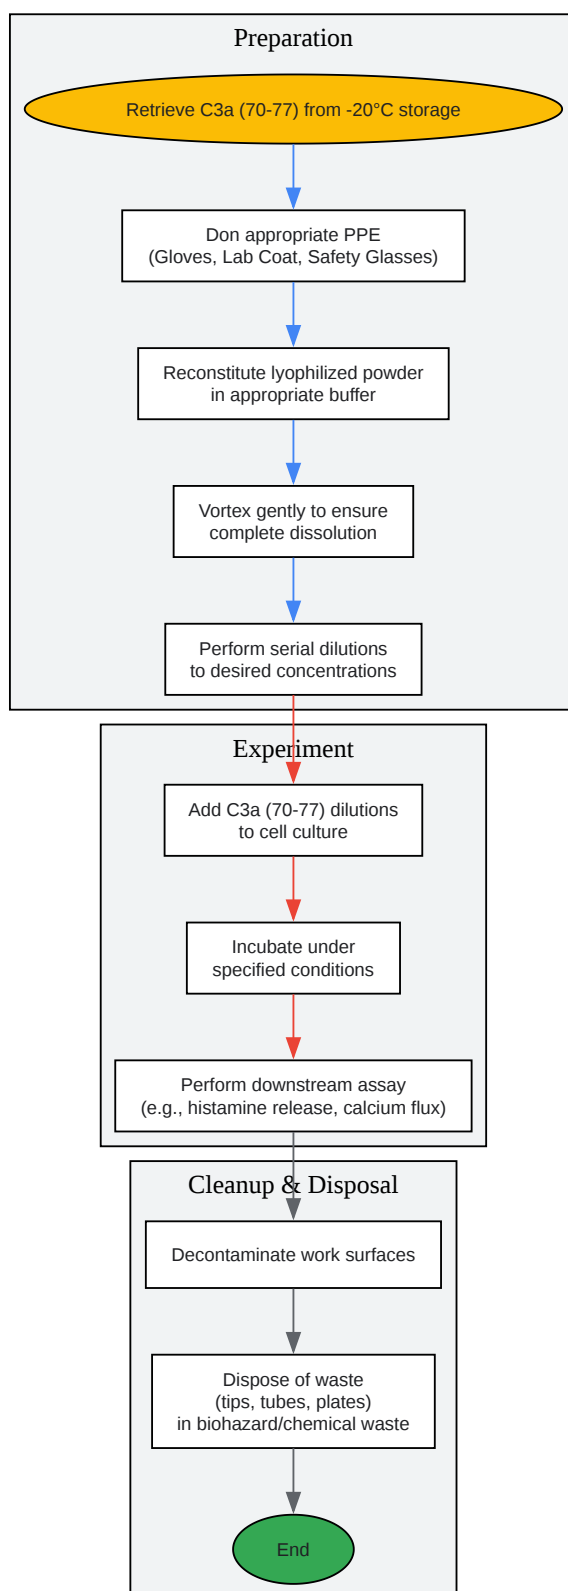 Preparation
Retrieve C3a (70-77) from -20°C storage
Don appropriate PPE
(Gloves, Lab Coat, Safety Glasses)
Reconstitute lyophilized powder
in appropriate buffer
Vortex gently to ensure
complete dissolution
Perform serial dilutions
to desired concentrations
Experiment
Add C3a (70-77) dilutions
to cell culture
Incubate under
specified conditions
Perform downstream assay
(e.g., histamine release, calcium flux)
Cleanup & Disposal
Decontaminate work surfaces
Dispose of waste
(tips, tubes, plates)
in biohazard/chemical waste
End